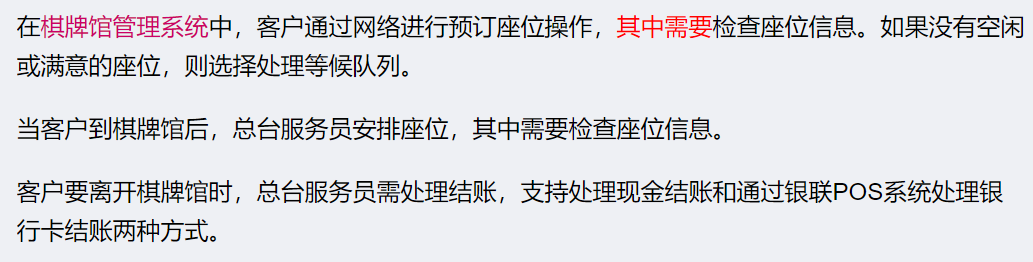 在棋牌馆管理系统中，客户通过网络进行预订座位操作，其中需要检查座位信息。如果没有空闲
或满意的座位，则选择处理等候队列。
当客户到棋牌馆后，总台服务员安排座位，其中需要检查座位信息。
客户要离开棋牌馆时，总台服务员需处理结账，支持处理现金结账和通过银联POS系统处理银
行卡结账两种方式。